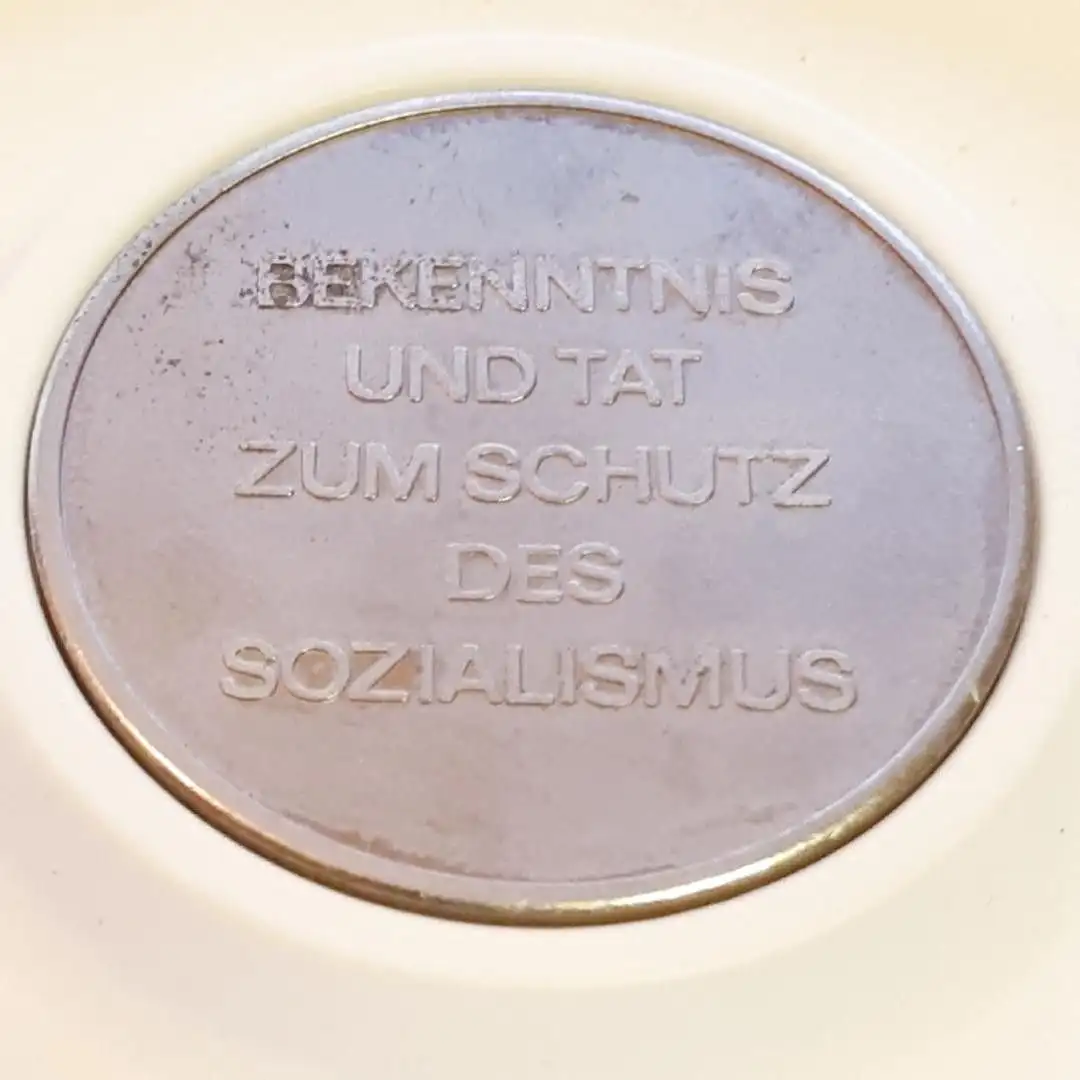 BEKENNTNIS
UND TAT
ZUM SCHUTZ
DES
SOZIALISMUS